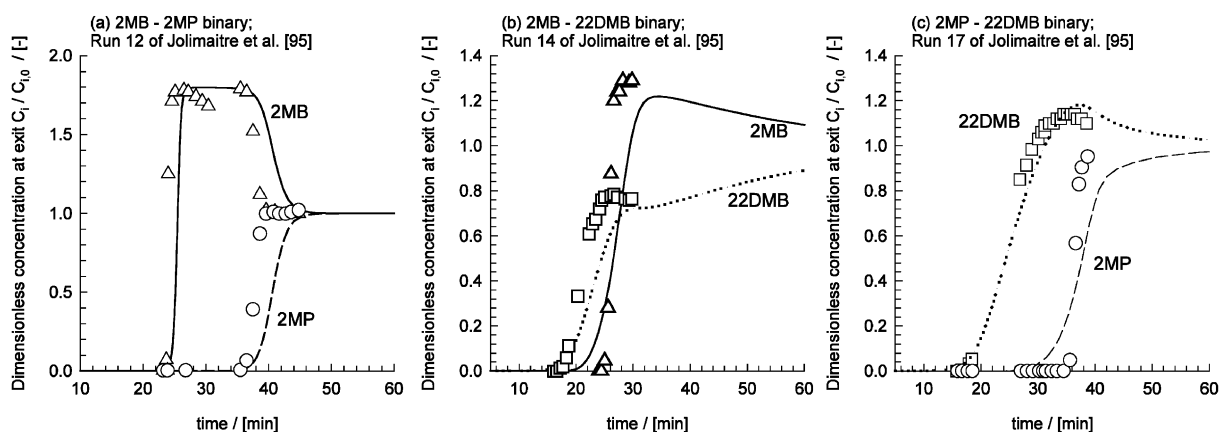 (a) 2MB - 2MP binary;
Run 12 of Jolimaitre et al. [95]
Dimensionless concentration at exit C_i / C_i,0 / [-]
2.0
1.5
1.0
0.5
0.0
2MB
2MP
10 20 30 40 50 60
time / [min]
(b) 2MB - 22DMB binary;
Run 14 of Jolimaitre et al. [95]
Dimensionless concentration at exit C_i / C_i,0 / [-]
1.4
1.2
1.0
0.8
0.6
0.4
0.2
0.0
2MB
22DMB
10 20 30 40 50 60
time / [min]
(c) 2MP - 22DMB binary;
Run 17 of Jolimaitre et al. [95]
Dimensionless concentration at exit C_i / C_i,0 / [-]
1.4
1.2
1.0
0.8
0.6
0.4
0.2
0.0
22DMB
2MP
10 20 30 40 50 60
time / [min]